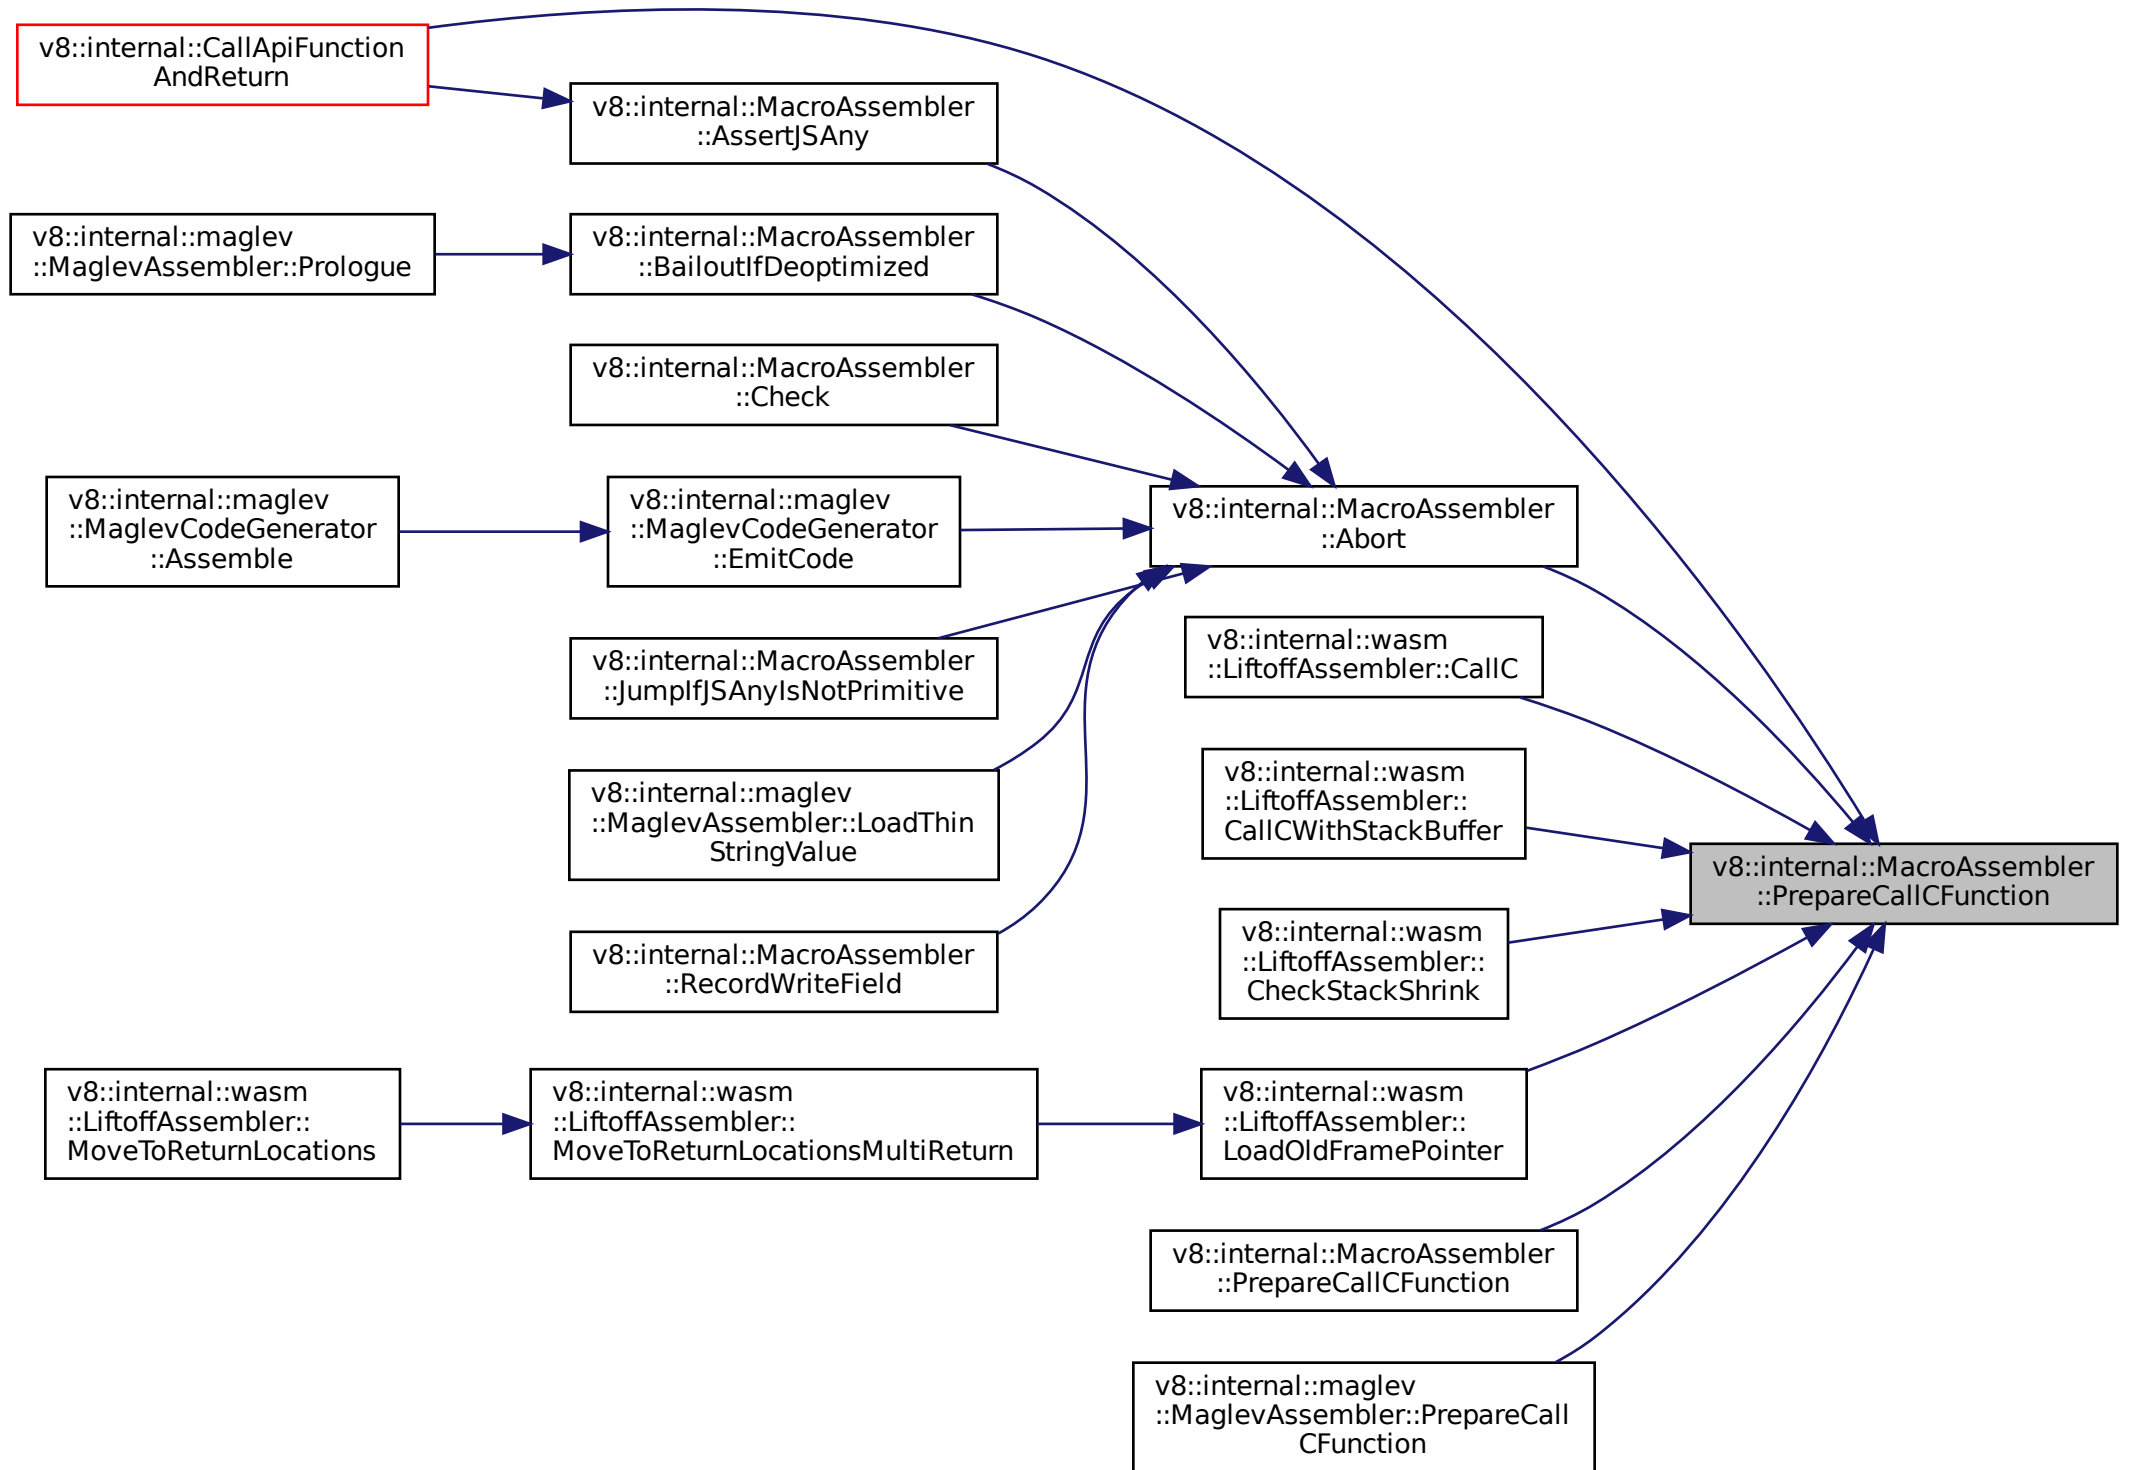 v8::internal::CallApiFunction
AndReturn
v8::internal::MacroAssembler
::AssertJSAny
v8::internal::maglev
::MaglevAssembler::Prologue
v8::internal::MacroAssembler
::BailoutIfDeoptimized
v8::internal::MacroAssembler
::Check
v8::internal::maglev
::MaglevCodeGenerator
::Assemble
v8::internal::maglev
::MaglevCodeGenerator
::EmitCode
v8::internal::MacroAssembler
::Abort
v8::internal::MacroAssembler
::JumpIfJSAnyIsNotPrimitive
v8::internal::wasm
::LiftoffAssembler::CallC
v8::internal::maglev
::MaglevAssembler::LoadThin
StringValue
v8::internal::wasm
::LiftoffAssembler::
CallCWithStackBuffer
v8::internal::MacroAssembler
::PrepareCallCFunction
v8::internal::MacroAssembler
::RecordWriteField
v8::internal::wasm
::LiftoffAssembler::
CheckStackShrink
v8::internal::wasm
::LiftoffAssembler::
MoveToReturnLocations
v8::internal::wasm
::LiftoffAssembler::
MoveToReturnLocationsMultiReturn
v8::internal::wasm
::LiftoffAssembler::
LoadOldFramePointer
v8::internal::MacroAssembler
::PrepareCallCFunction
v8::internal::maglev
::MaglevAssembler::PrepareCall
CFunction